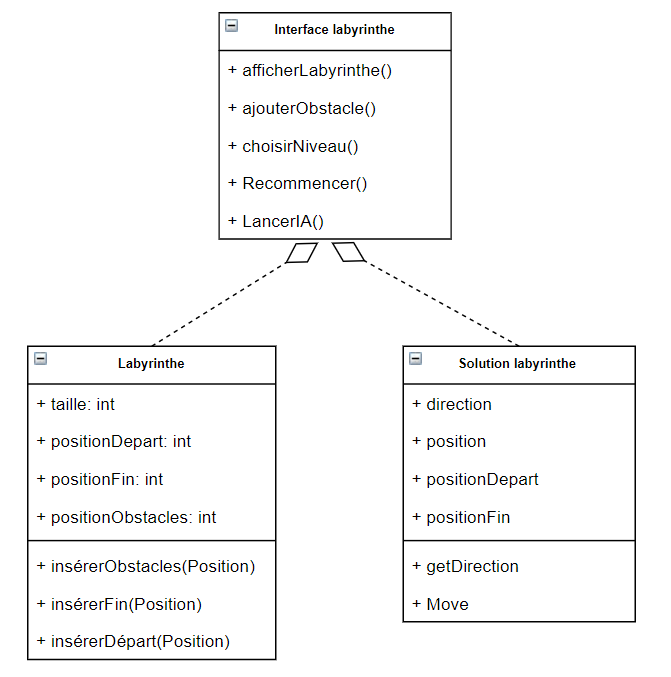 Interface labyrinthe
+ afficherLabyrinthe()
+ ajouterObstacle()
+ choisirNiveau()
+ Recommencer()
+ LancerIA()
Labyrinthe
+ taille: int
+ positionDepart: int
+ positionFin: int
+ positionObstacles: int
+ insérerObstacles(Position)
+ insérerFin(Position)
+ insérerDépart(Position)
Solution labyrinthe
+ direction
+ position
+ positionDepart
+ positionFin
+ getDirection
+ Move